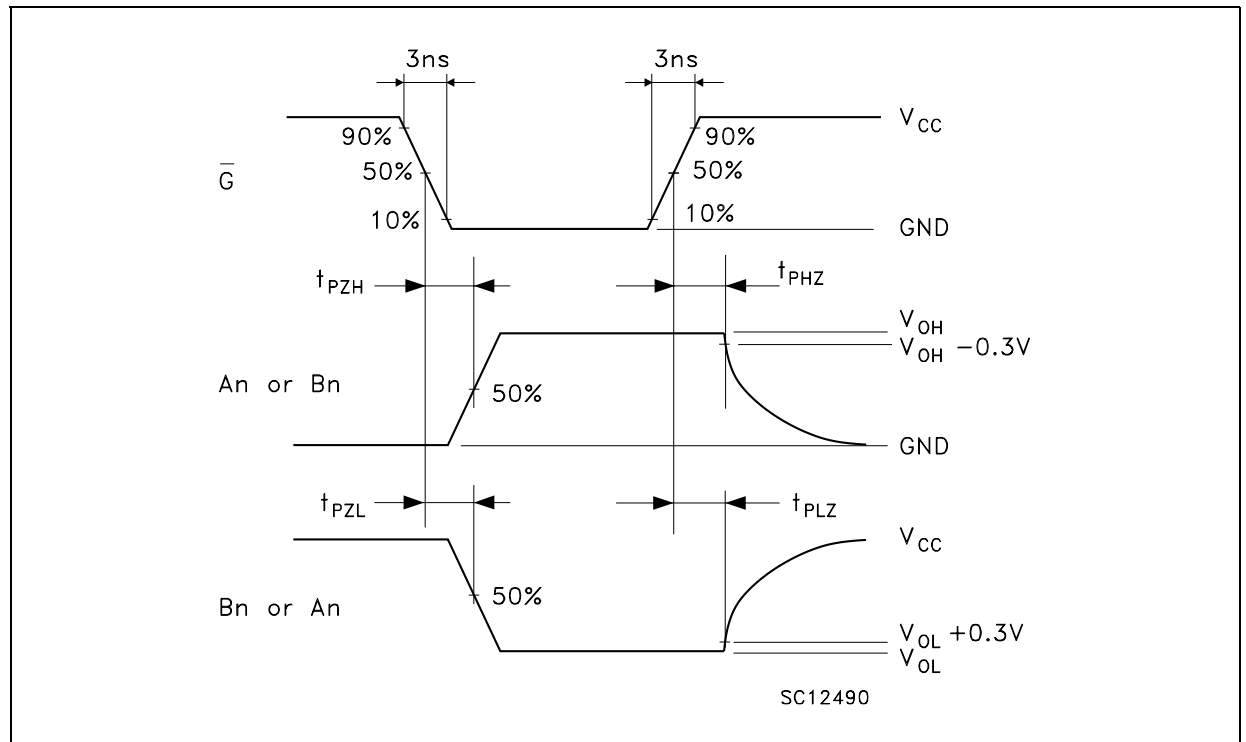 3ns 3ns
V_CC
90% 90%
G̅ 50% 50%
10% 10%
GND
t_PZH t_PHZ
V_OH
V_OH −0.3V
An or Bn 50%
GND
t_PZL t_PLZ
V_CC
Bn or An 50%
V_OL +0.3V
V_OL
SC12490